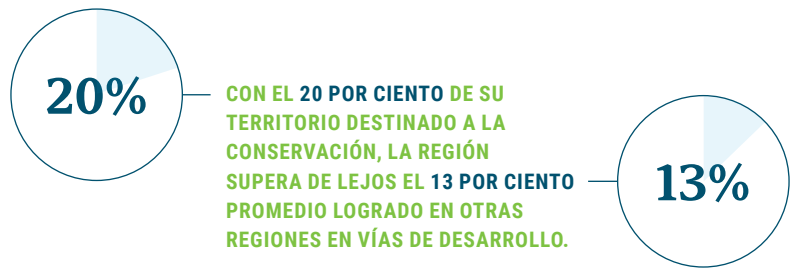 20%
CON EL 20 POR CIENTO DE SU
TERRITORIO DESTINADO A LA
CONSERVACIÓN, LA REGIÓN
SUPERA DE LEJOS EL 13 POR CIENTO
PROMEDIO LOGRADO EN OTRAS
REGIONES EN VÍAS DE DESARROLLO.
13%